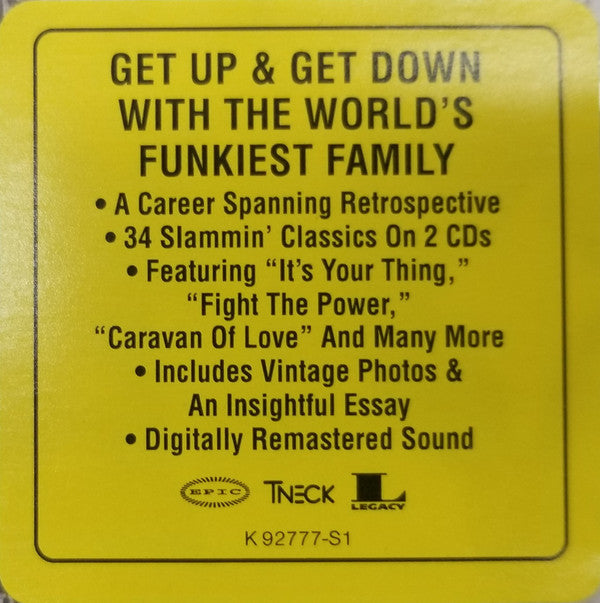 GET UP & GET DOWN
WITH THE WORLD'S
FUNKIEST FAMILY
• A Career Spanning Retrospective
• 34 Slammin' Classics On 2 CDs
• Featuring “It's Your Thing,”
“Fight The Power,”
“Caravan Of Love” And Many More
• Includes Vintage Photos &
An Insightful Essay
• Digitally Remastered Sound
EPIC TNECK L LEGACY
K 92777-S1